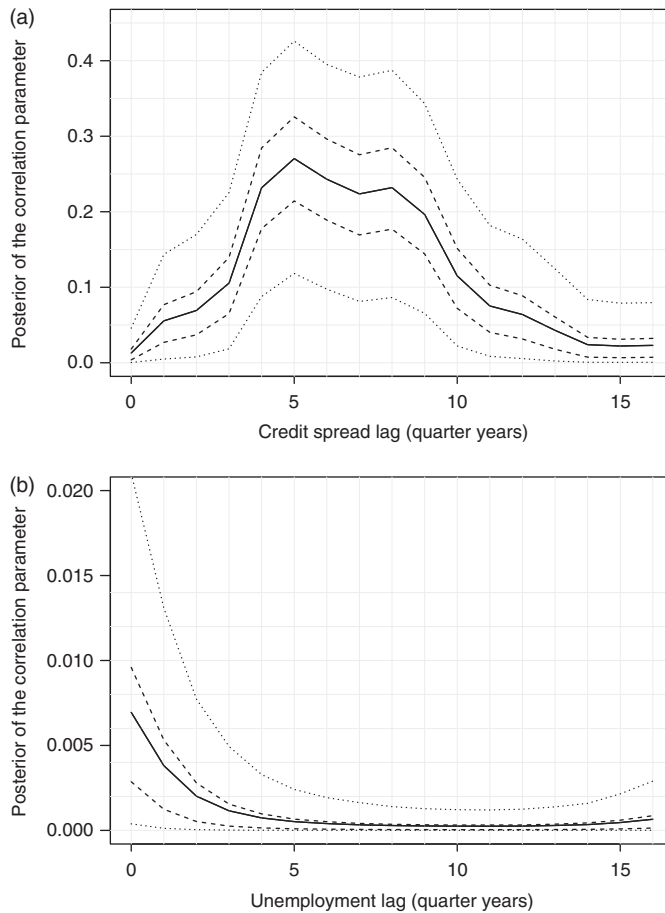 (a)
Posterior of the correlation parameter
0.4
0.3
0.2
0.1
0.0
0 5 10 15
Credit spread lag (quarter years)
(b)
Posterior of the correlation parameter
0.020
0.015
0.010
0.005
0.000
0 5 10 15
Unemployment lag (quarter years)